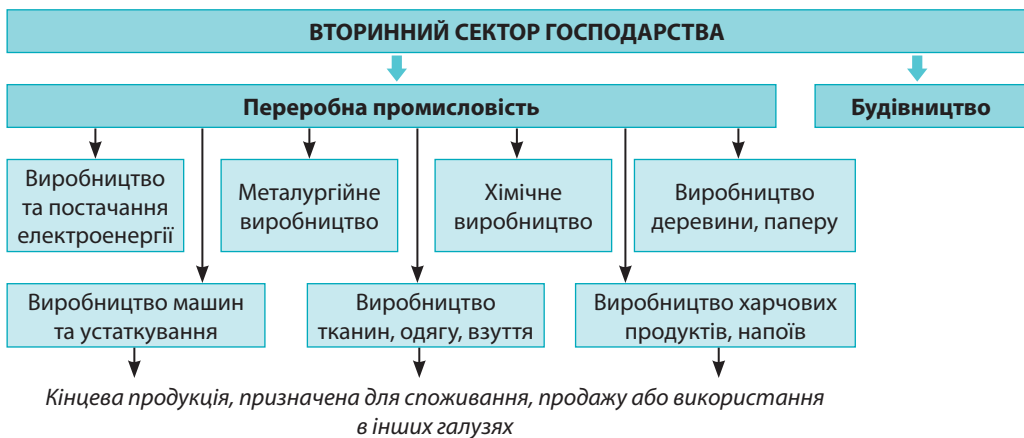 ВТОРИННИЙ СЕКТОР ГОСПОДАРСТВА
Переробна промисловість
Будівництво
Виробництво
та постачання
електроенергії
Металургійне
виробництво
Хімічне
виробництво
Виробництво
деревини, паперу
Виробництво машин
та устаткування
Виробництво
тканин, одягу, взуття
Виробництво харчових
продуктів, напоїв
Кінцева продукція, призначена для споживання, продажу або використання
в інших галузях